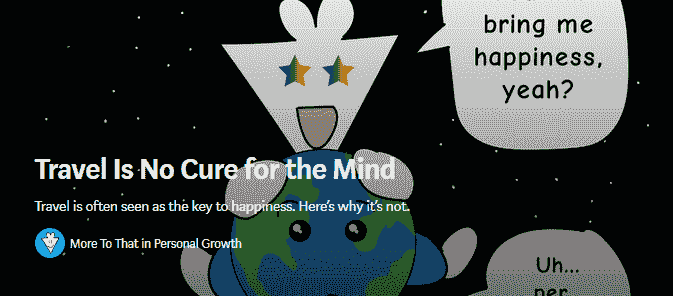 bring me
happiness,
yeah?
Travel Is No Cure for the Mind
Travel is often seen as the key to happiness. Here's why it's not.
More To That in Personal Growth
Uh...
per